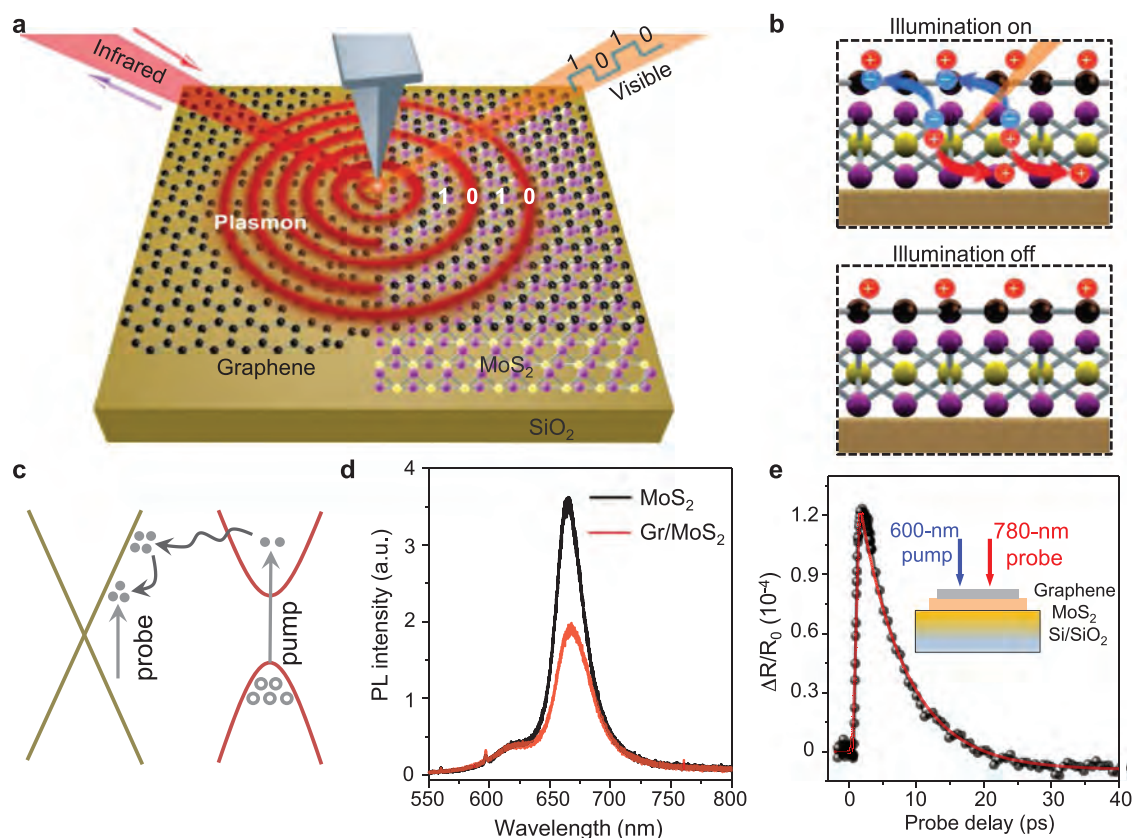 a
Infrared
1 0 1 0
Visible
Plasmon
1 0 1 0
Graphene
MoS₂
SiO₂
b
Illumination on
+ + + +
− −
− −
+ +
+ +
Illumination off
+ + + +
c
probe
pump
d
PL intensity (a.u.)
4
3
2
1
0
MoS₂
Gr/MoS₂
550 600 650 700 750 800
Wavelength (nm)
e
ΔR/R₀ (10⁻⁴)
1.2
0.9
0.6
0.3
0
600-nm
pump
780-nm
probe
Graphene
MoS₂
Si/SiO₂
0 10 20 30 40
Probe delay (ps)